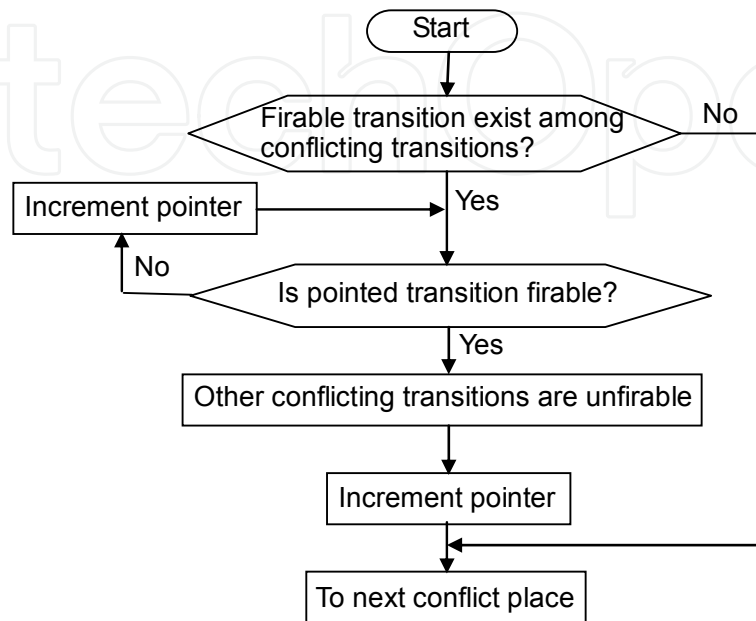 Start
Firable transition exist among
conflicting transitions?
No
Yes
Increment pointer
No
Is pointed transition firable?
Yes
Other conflicting transitions are unfirable
Increment pointer
To next conflict place